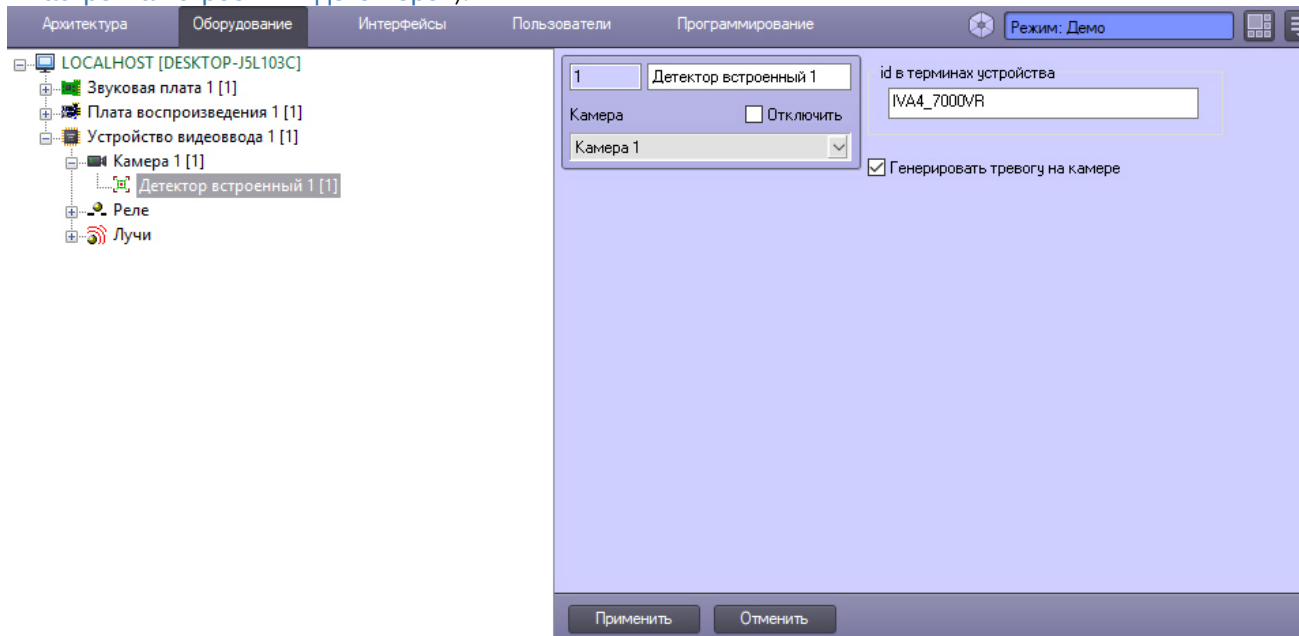 Архитектура Оборудование Интерфейсы Пользователи Программирование Режим: Демо
LOCALHOST [DESKTOP-J5L103C]
Звуковая плата 1 [1]
Плата воспроизведения 1 [1]
Устройство видеоввода 1 [1]
Камера 1 [1]
Детектор встроенный 1 [1]
Реле
Лучи
1 Детектор встроенный 1
Камера Отключить
Камера 1
id в терминах устройства
IVA4_7000VR
Генерировать тревогу на камере
Применить Отменить